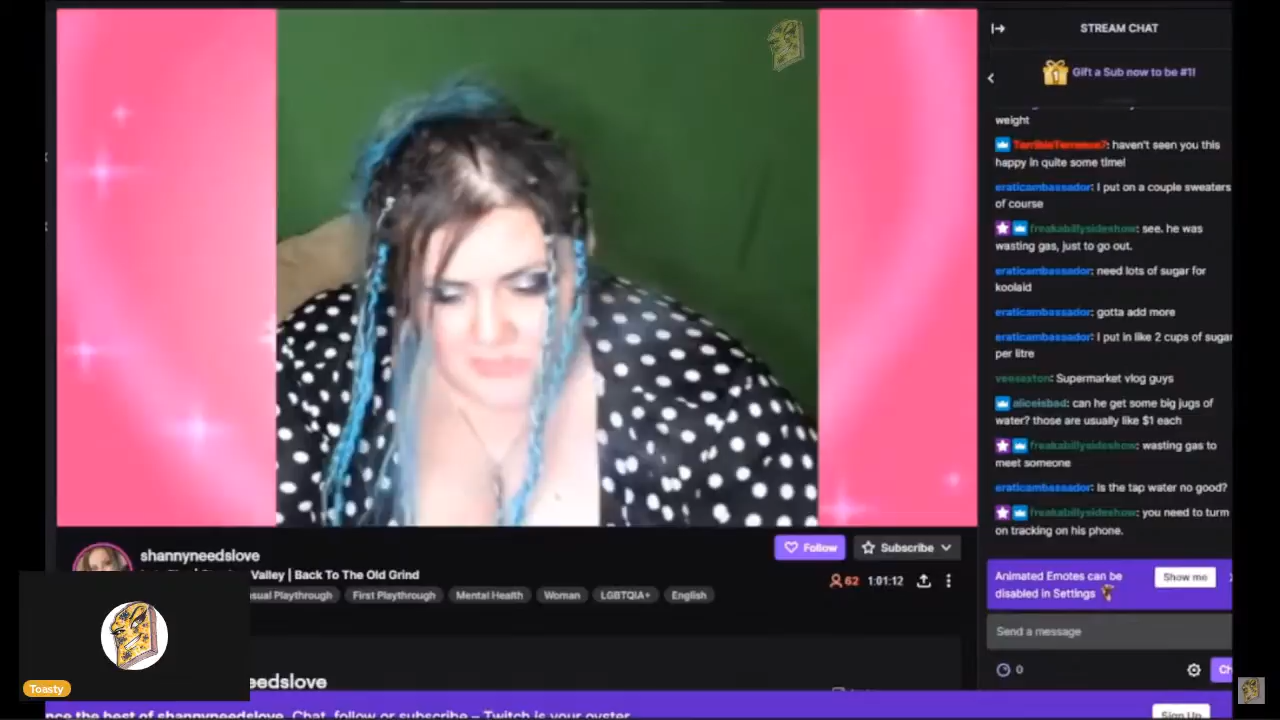 STREAM CHAT
Gift a Sub now to be #1!
weight
haven't seen you this
happy in quite some time!
eraticambassador: I put on a couple sweaters
of course
freakabillysideshow: see. he was
wasting gas, just to go out.
eraticambassador: need lots of sugar for
koolaid
eraticambassador: gotta add more
eraticambassador: I put in like 2 cups of sugar
per litre
veesaxton: Supermarket vlog guys
aliceisbad: can he get some big jugs of
water? those are usually like $1 each
freakabillysideshow: wasting gas to
meet someone
eraticambassador: Is the tap water no good?
freakabillysideshow: you need to turn
on tracking on his phone.
Animated Emotes can be
disabled in Settings
Show me
Send a message
0
Ch
shannyneedslove
Valley | Back To The Old Grind
sual Playthrough
First Playthrough
Mental Health
Woman
LGBTQIA+
English
Follow
Subscribe
62
1:01:12
Toasty
eedslove
nce the best of shannyneedslove. Chat, follow or subscribe – Twitch is your oyster
Sign Up